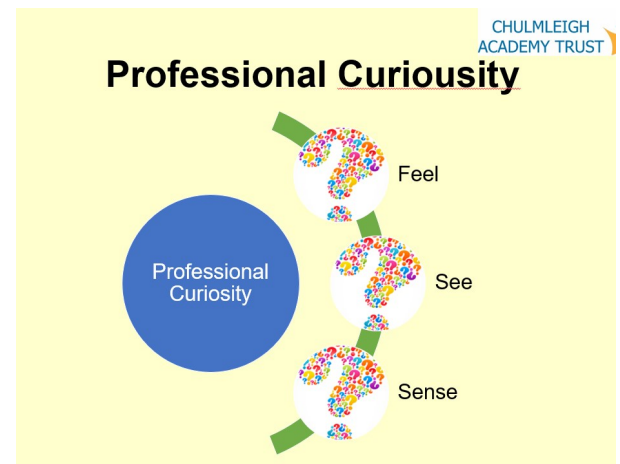 CHULMLEIGH
ACADEMY TRUST
Professional Curiousity
Feel
Professional
Curiosity
See
Sense